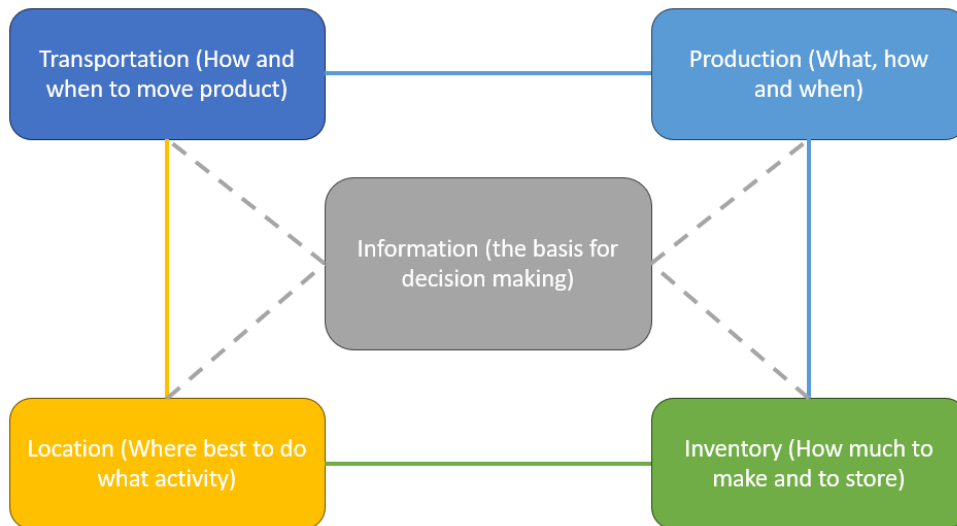 Transportation (How and
when to move product)
Production (What, how
and when)
Information (the basis for
decision making)
Location (Where best to do
what activity)
Inventory (How much to
make and to store)